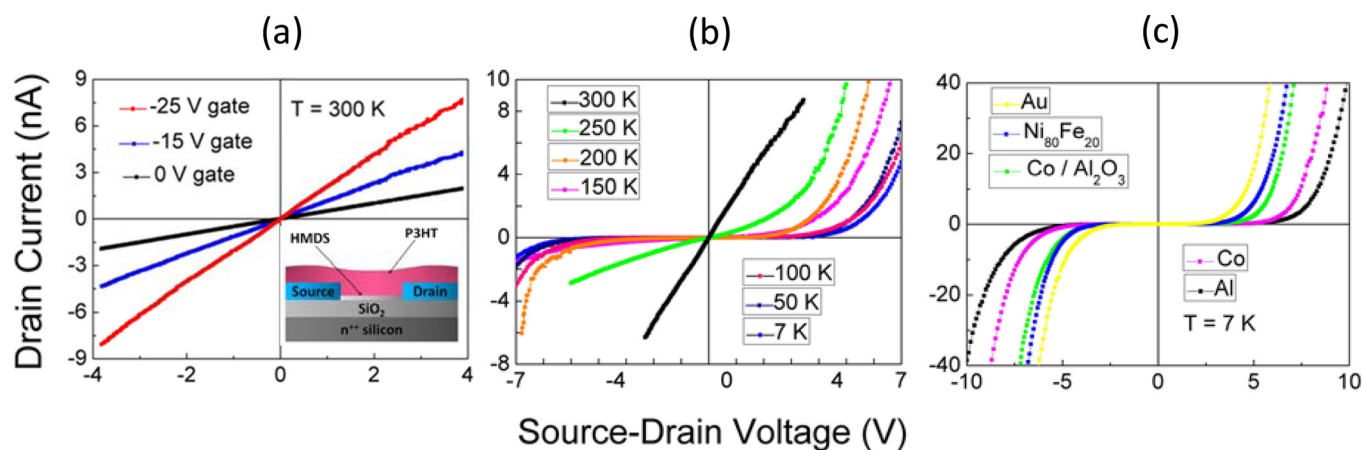 (a)
(b)
(c)
Drain Current (nA)
9
6
3
0
-3
-6
-9
-25 V gate
-15 V gate
0 V gate
T = 300 K
HMDS
P3HT
Source
Drain
SiO2
n++ silicon
-4
-2
0
2
4
8
4
0
-4
-8
300 K
250 K
200 K
150 K
100 K
50 K
7 K
-7
-4
0
4
7
40
20
0
-20
-40
Au
Ni80Fe20
Co / Al2O3
Co
Al
T = 7 K
-10
-5
0
5
10
Source-Drain Voltage (V)